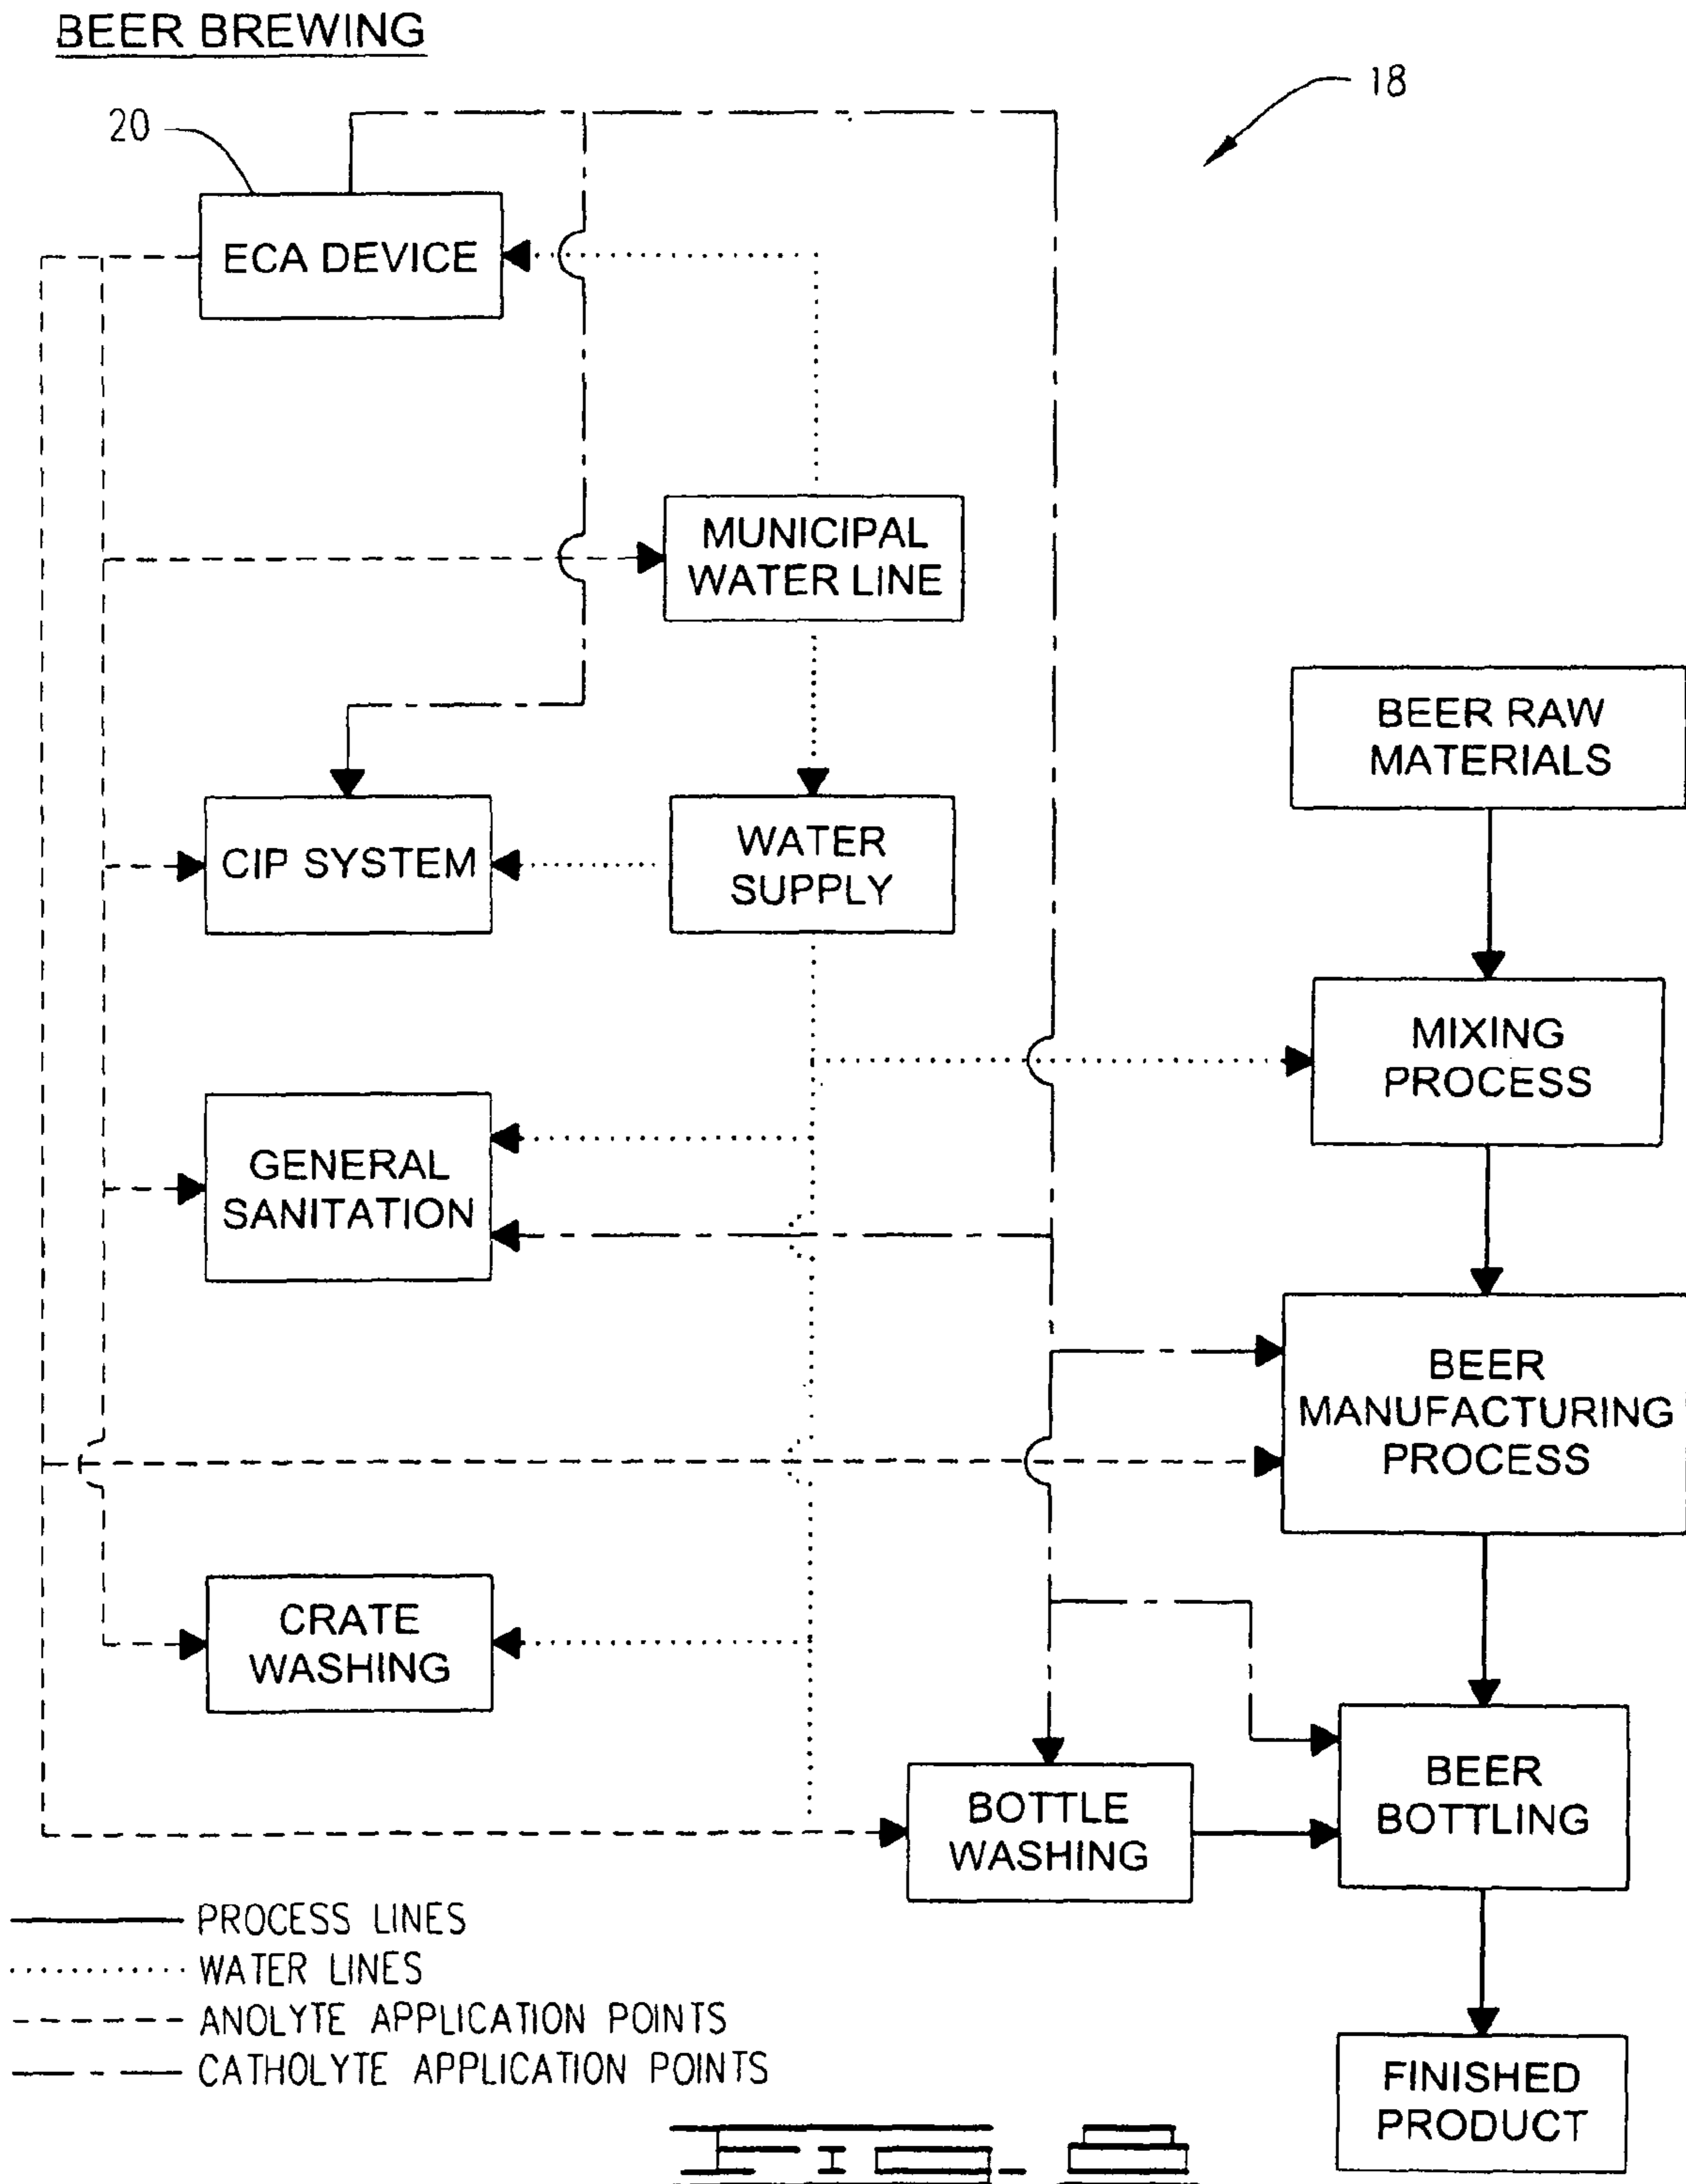 BEER BREWING
18
20
ECA DEVICE
MUNICIPAL
WATER LINE
BEER RAW
MATERIALS
CIP SYSTEM
WATER
SUPPLY
MIXING
PROCESS
GENERAL
SANITATION
BEER
MANUFACTURING
PROCESS
CRATE
WASHING
BEER
BOTTLING
BOTTLE
WASHING
PROCESS LINES
WATER LINES
ANOLYTE APPLICATION POINTS
CATHOLYTE APPLICATION POINTS
FINISHED
PRODUCT